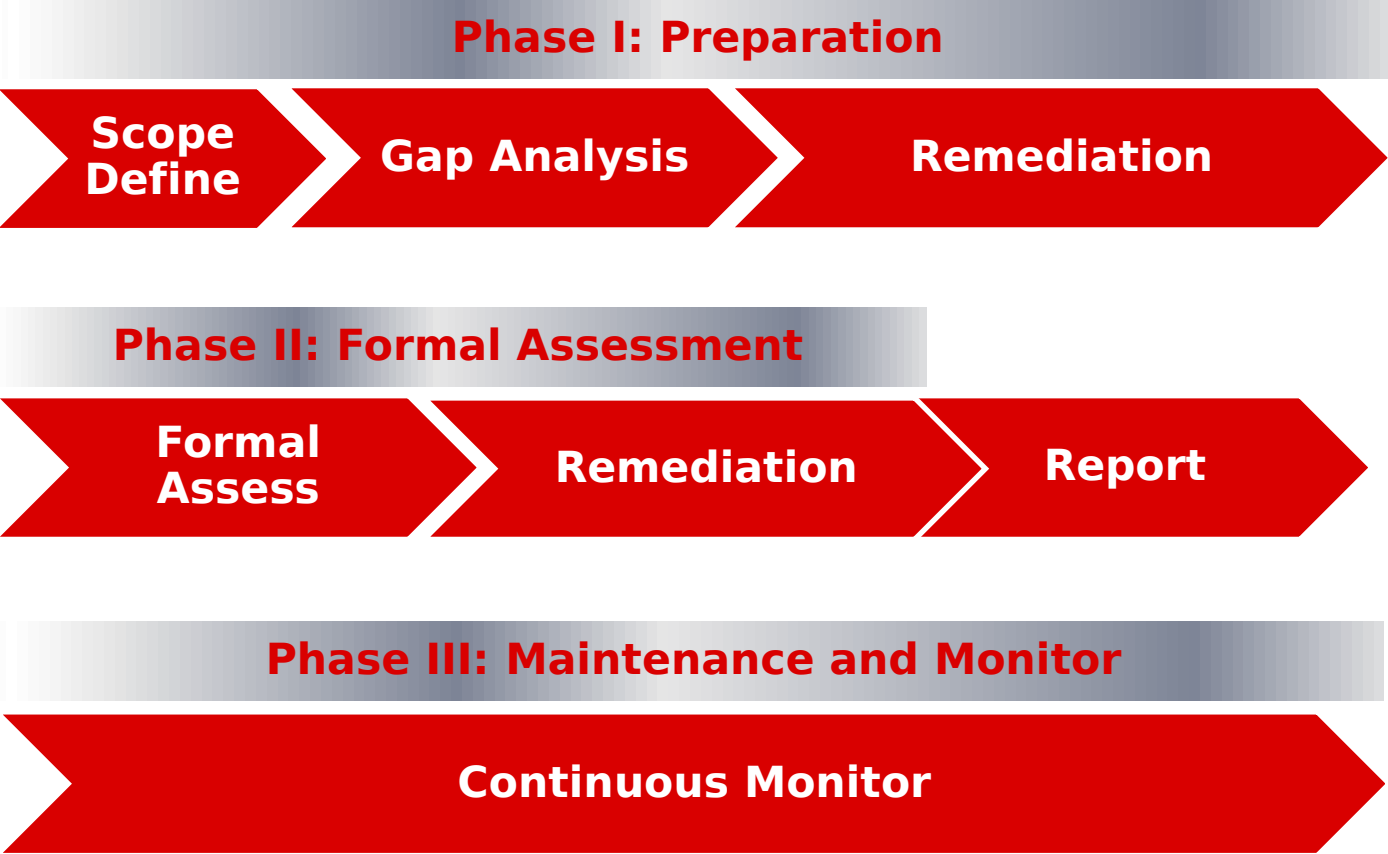 Phase I: Preparation
Scope
Define
Gap Analysis
Remediation
Phase II: Formal Assessment
Formal
Assess
Remediation
Report
Phase III: Maintenance and Monitor
Continuous Monitor